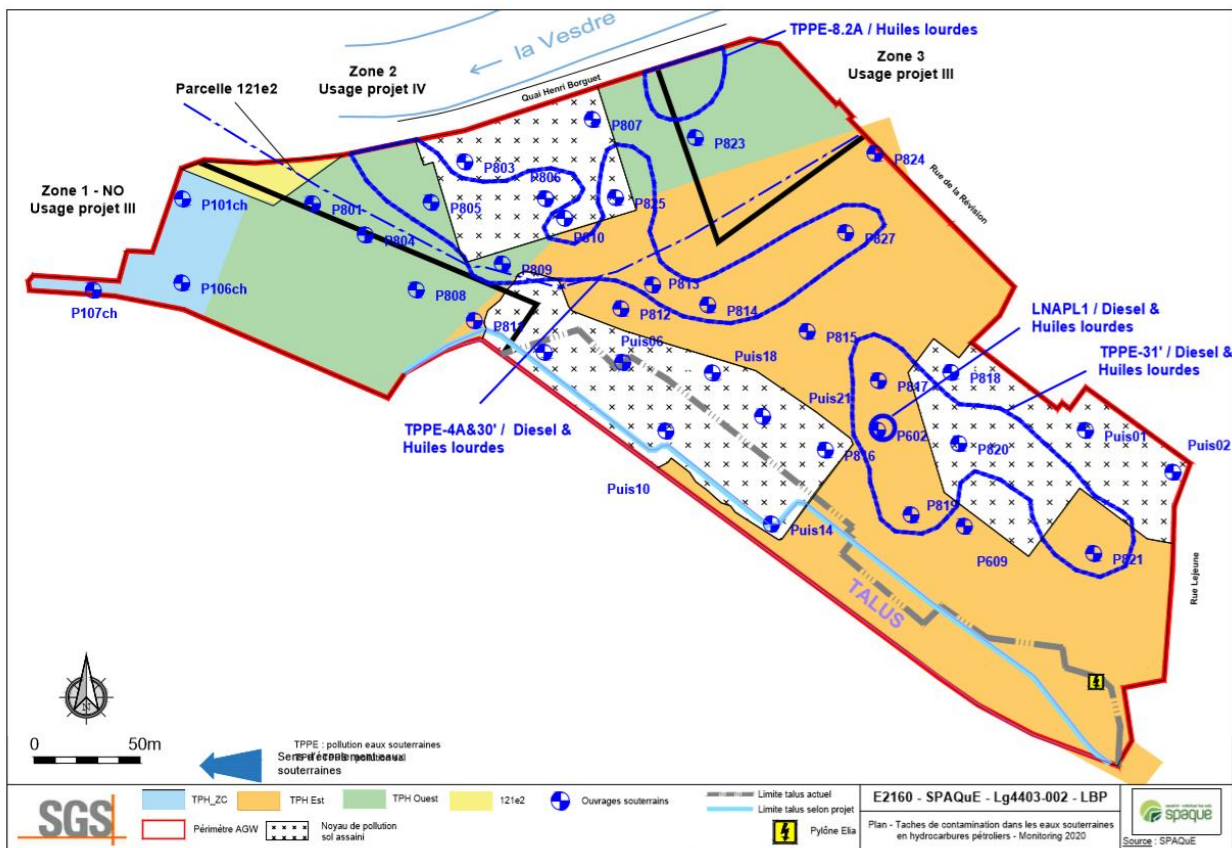 TPPE-8.2A / Huiles lourdes
la Vesdre
Zone 2
Usage projet IV
Zone 3
Usage projet III
Parcelle 121e2
Quai Henri Borguet
P807
P823
P824
Rue de la Révision
P803
Zone 1 - NO
Usage projet III
P101ch
P801
P805
P806
P825
P804
P810
P827
P809
P106ch
P808
P813
P107ch
P812
P814
LNAPL1 / Diesel &
Huiles lourdes
P815
Puis06
Puis18
TPPE-31' / Diesel &
Huiles lourdes
P817
P818
Puis21
TPPE-4A&30' / Diesel &
Huiles lourdes
P602
Puis01
P820
Puis02
P816
Puis10
P819
Puis14
P609
P821
TALUS
Rue Lejeune
N
0 50m
TPPE : pollution eaux souterraines
souterraines
SGS
TPH_ZC
TPH Est
TPH Ouest
121e2
Ouvrages souterrains
Périmètre AGW
Noyau de pollution
sol assaini
Limite talus actuel
Limite talus selon projet
Pylône Elia
E2160 - SPAQuE - Lg4403-002 - LBP
Plan - Taches de contamination dans les eaux souterraines
en hydrocarbures pétroliers - Monitoring 2020
spaque
Source : SPAQuE